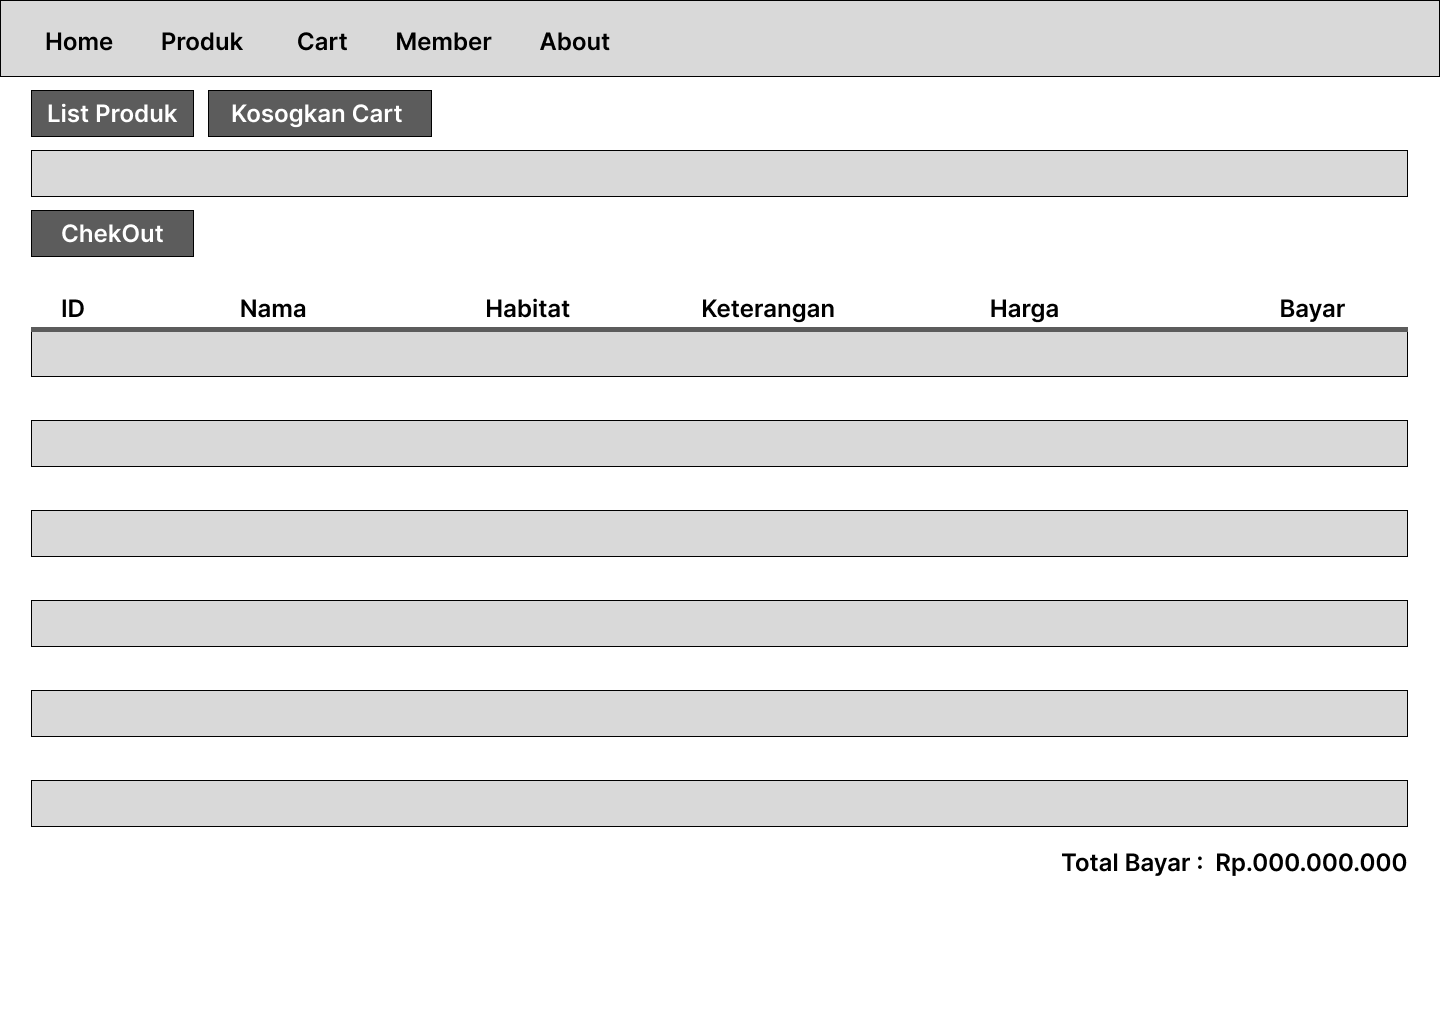 Home Produk Cart Member About
List Produk Kosogkan Cart
ChekOut
ID Nama Habitat Keterangan Harga Bayar
Total Bayar : Rp.000.000.000